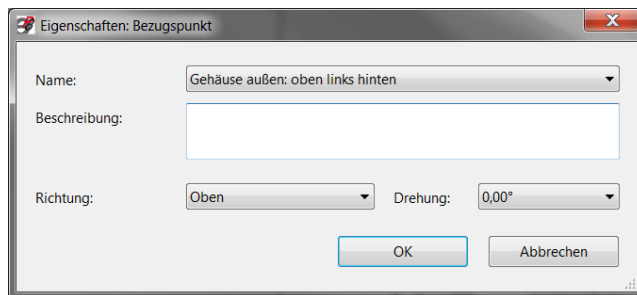 Eigenschaften: Bezugspunkt
Name: Gehäuse außen: oben links hinten
Beschreibung:
Richtung: Oben Drehung: 0,00°
OK Abbrechen